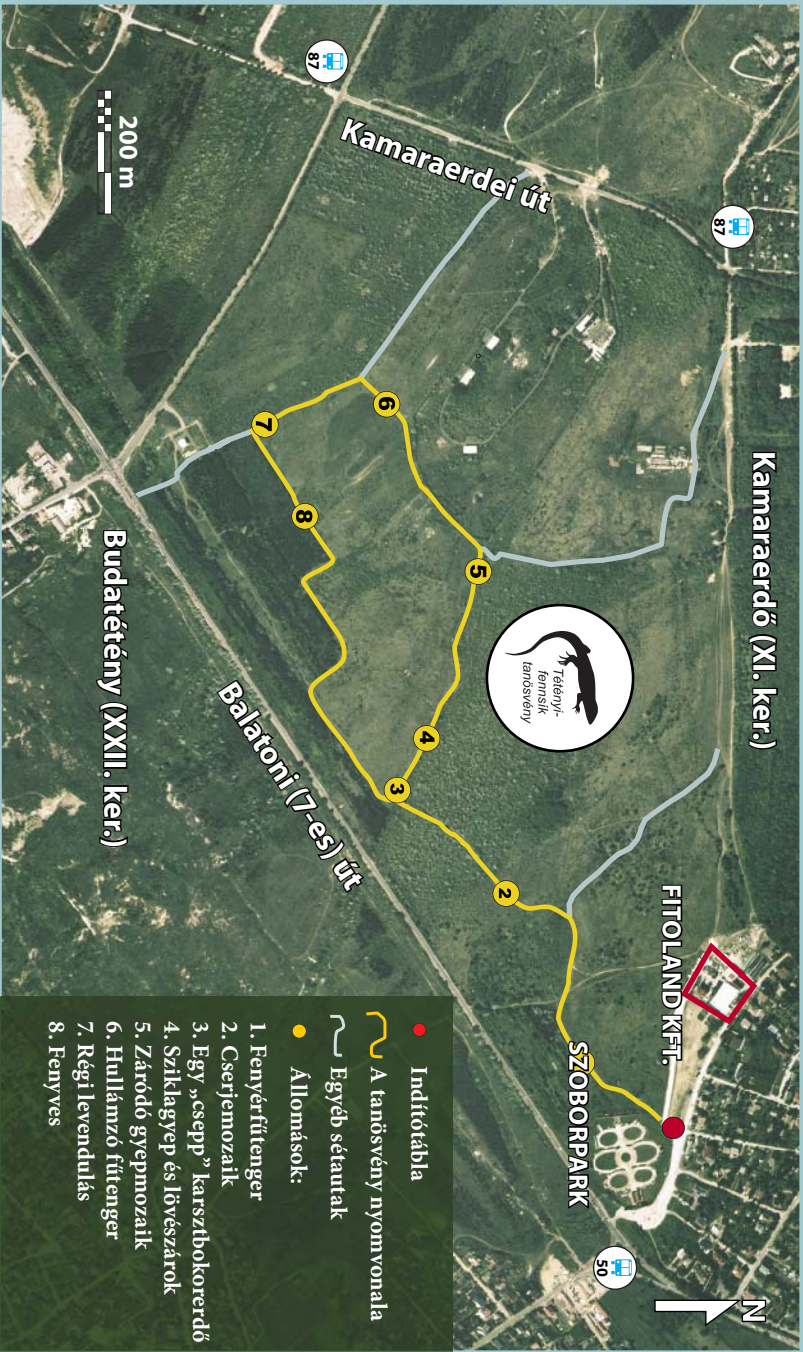 Kamaraerdő (XI. ker.)
N
87
87
50
FITOLAND KFT.
SZOBORPARK
Kamaraerdei út
Tétényi-
fennsík
tanösvény
2
3
4
5
6
7
8
Balatoni (7-es) út
Budatétény (XXII. ker.)
200 m
Indítótábla
A tanösvény nyomvonala
Egyéb sétautak
Állomások:
1. Fenyérfűtenger
2. Cserjemozaik
3. Egy „csepp” karsztbokorerdő
4. Sziklagyep és lövészárok
5. Záródó gyepmozaik
6. Hullámzó fűtenger
7. Régi levendulás
8. Fenyves